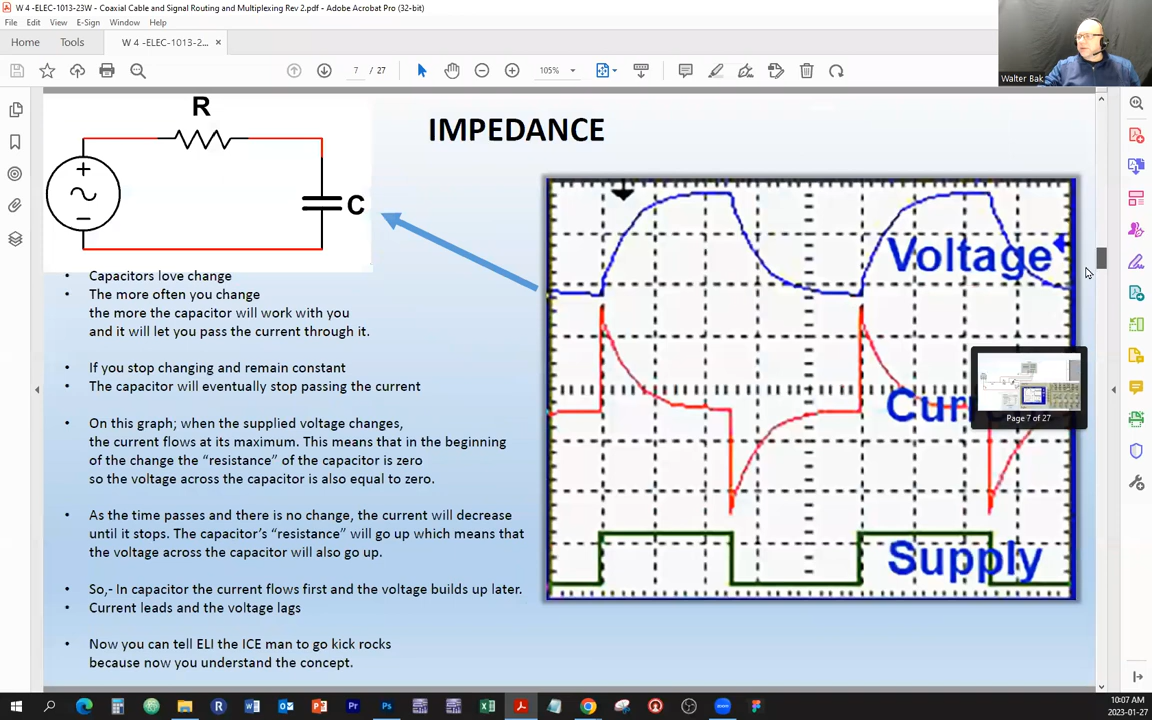 W 4 -ELEC-1013-23W - Coaxial Cable and Signal Routing and Multiplexing Rev 2.pdf - Adobe Acrobat Pro (32-bit)
File Edit View E-Sign Window Help
Home Tools W 4 -ELEC-1013-2... ×
7 / 27 105%
Walter Bak
R
C
IMPEDANCE
• Capacitors love change
• The more often you change
the more the capacitor will work with you
and it will let you pass the current through it.
• If you stop changing and remain constant
• The capacitor will eventually stop passing the current
• On this graph; when the supplied voltage changes,
the current flows at its maximum. This means that in the beginning
of the change the “resistance” of the capacitor is zero
so the voltage across the capacitor is also equal to zero.
• As the time passes and there is no change, the current will decrease
until it stops. The capacitor’s “resistance” will go up which means that
the voltage across the capacitor will also go up.
• So,- In capacitor the current flows first and the voltage builds up later.
• Current leads and the voltage lags
• Now you can tell ELI the ICE man to go kick rocks
because now you understand the concept.
Voltage
Curr
Supply
Page 7 of 27
10:07 AM
2023-01-27